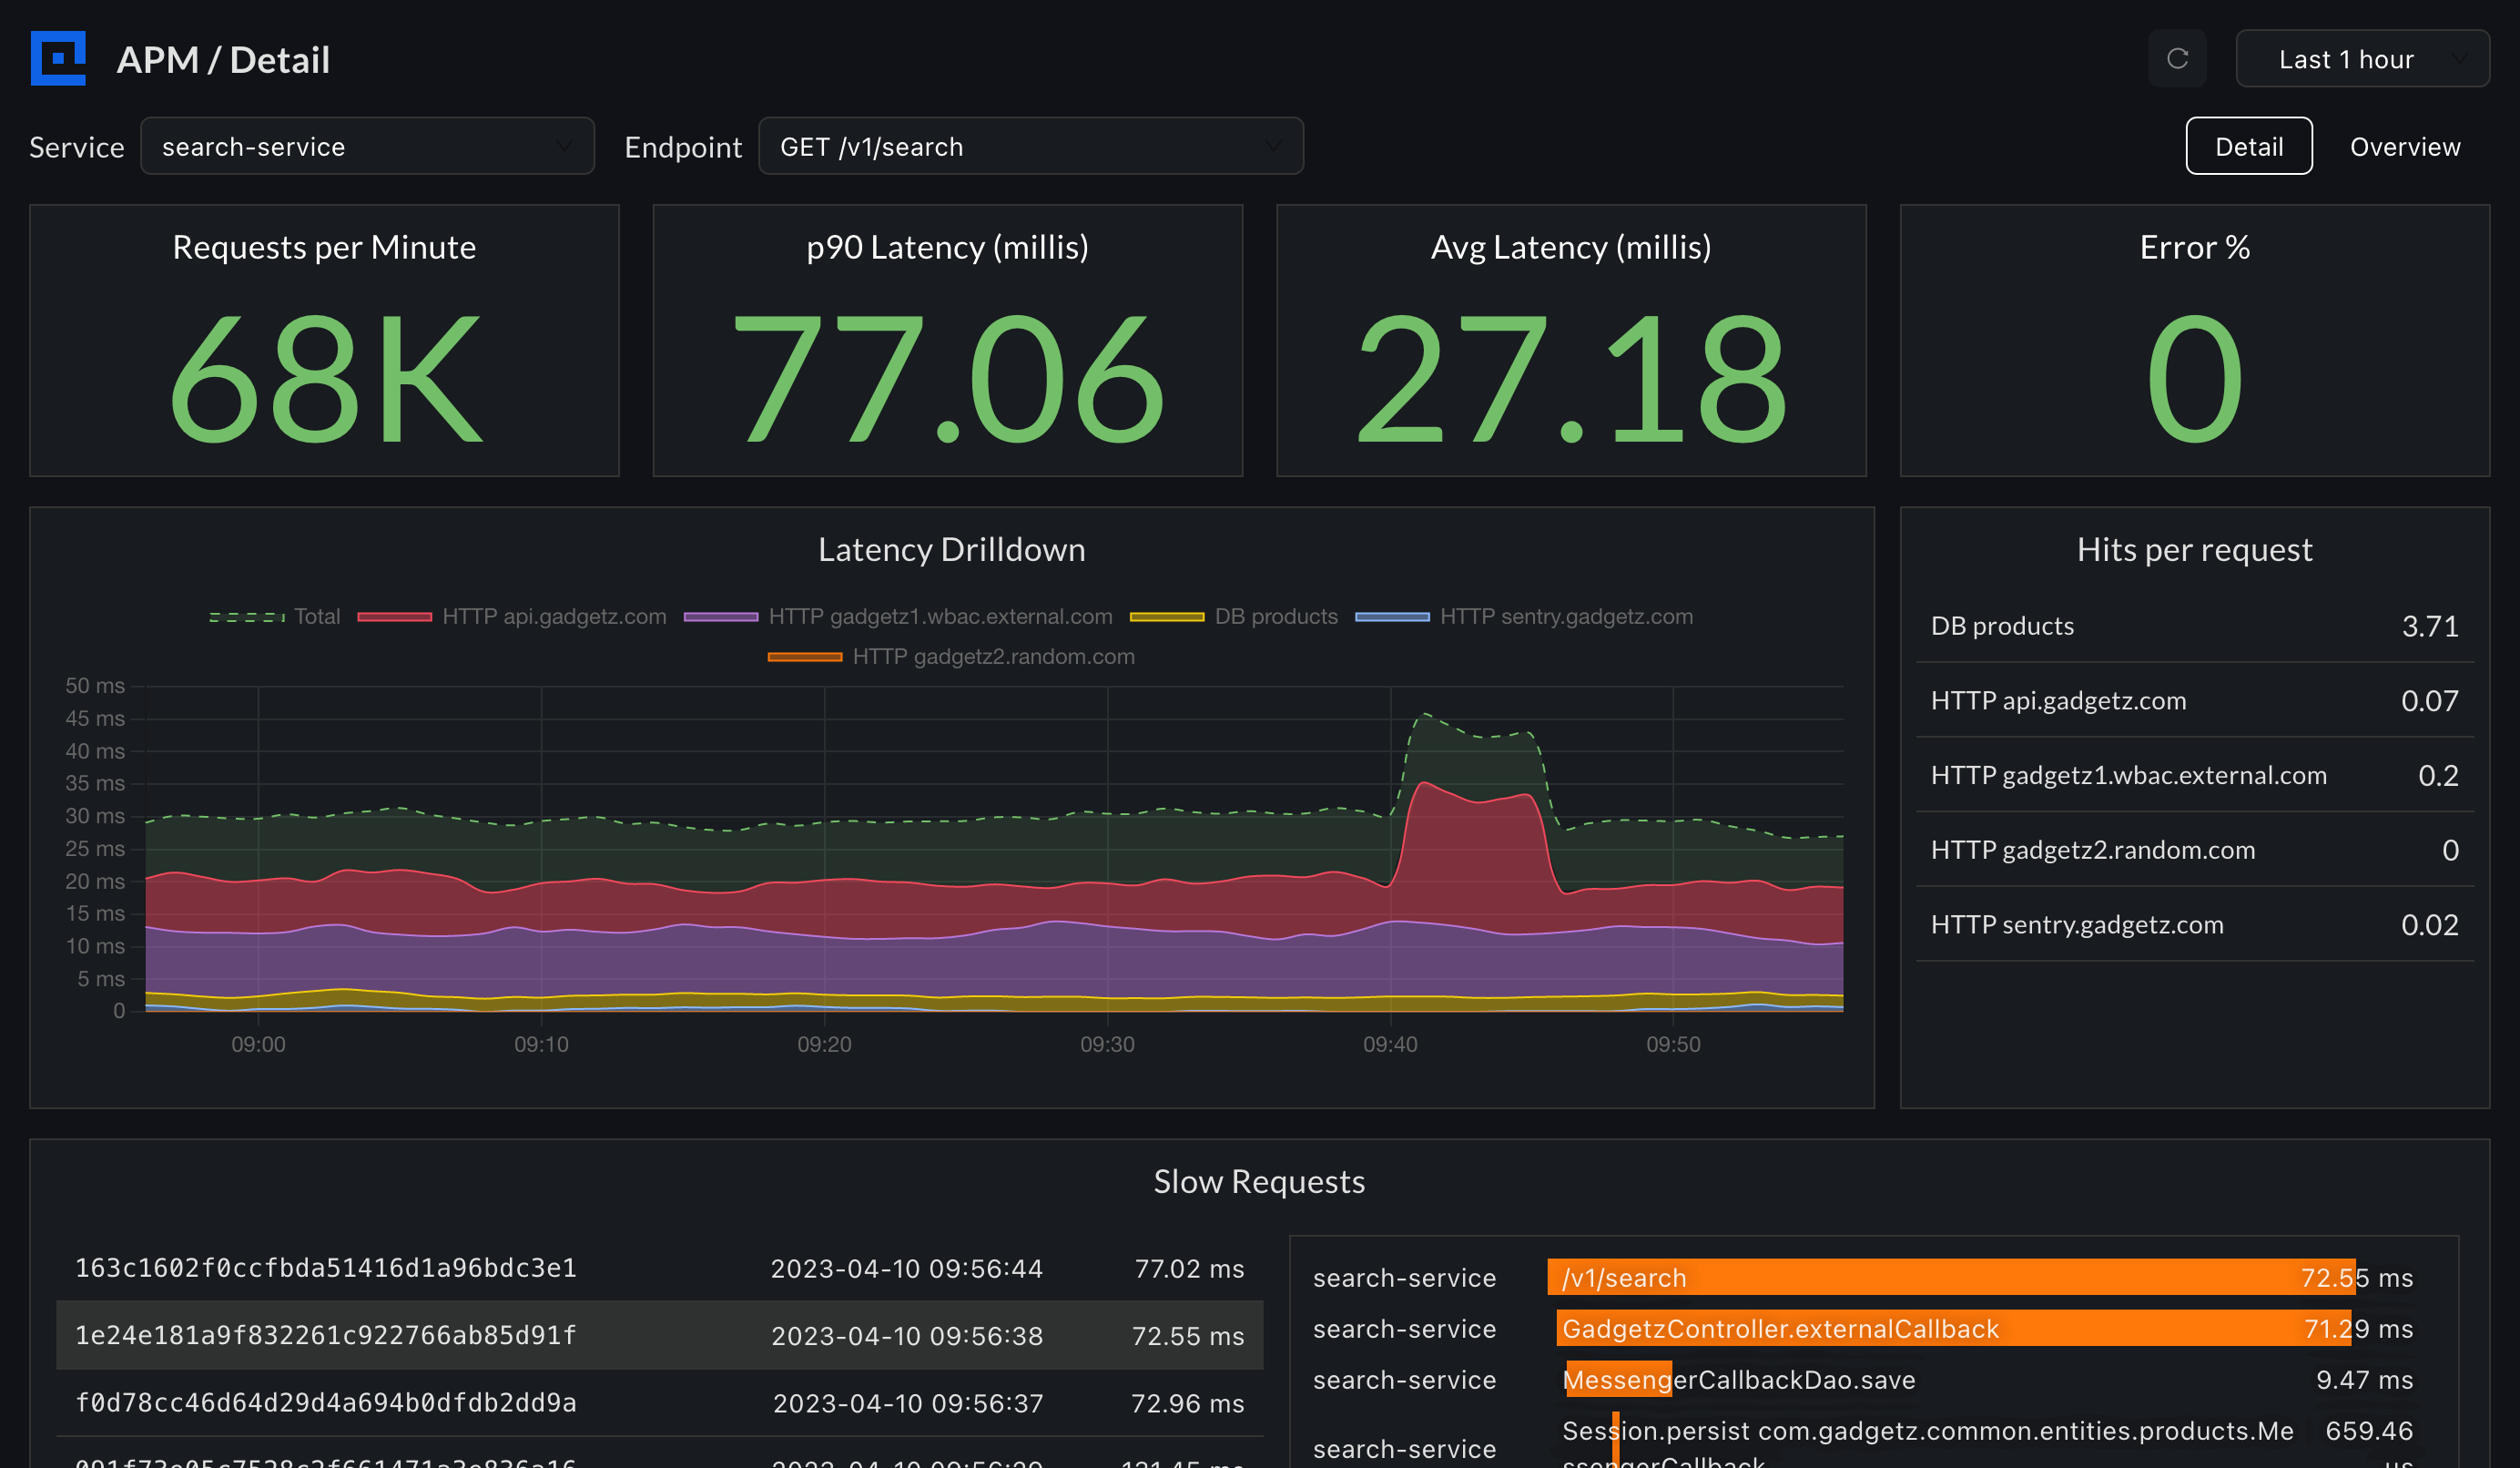 APM / Detail
Last 1 hour
Service search-service Endpoint GET /v1/search Detail Overview
Requests per Minute
68K
p90 Latency (millis)
77.06
Avg Latency (millis)
27.18
Error %
0
Latency Drilldown
Total HTTP api.gadgetz.com HTTP gadgetz1.wbac.external.com DB products HTTP sentry.gadgetz.com
HTTP gadgetz2.random.com
50 ms
45 ms
40 ms
35 ms
30 ms
25 ms
20 ms
15 ms
10 ms
5 ms
0
09:00 09:10 09:20 09:30 09:40 09:50
Hits per request
DB products 3.71
HTTP api.gadgetz.com 0.07
HTTP gadgetz1.wbac.external.com 0.2
HTTP gadgetz2.random.com 0
HTTP sentry.gadgetz.com 0.02
Slow Requests
163c1602f0ccfbda51416d1a96bdc3e1 2023-04-10 09:56:44 77.02 ms
1e24e181a9f832261c922766ab85d91f 2023-04-10 09:56:38 72.55 ms
f0d78cc46d64d29d4a694b0dfdb2dd9a 2023-04-10 09:56:37 72.96 ms
search-service /v1/search 72.55 ms
search-service GadgetzController.externalCallback 71.29 ms
search-service MessengerCallbackDao.save 9.47 ms
search-service Session.persist com.gadgetz.common.entities.products.Me 659.46
ssengerCallback us